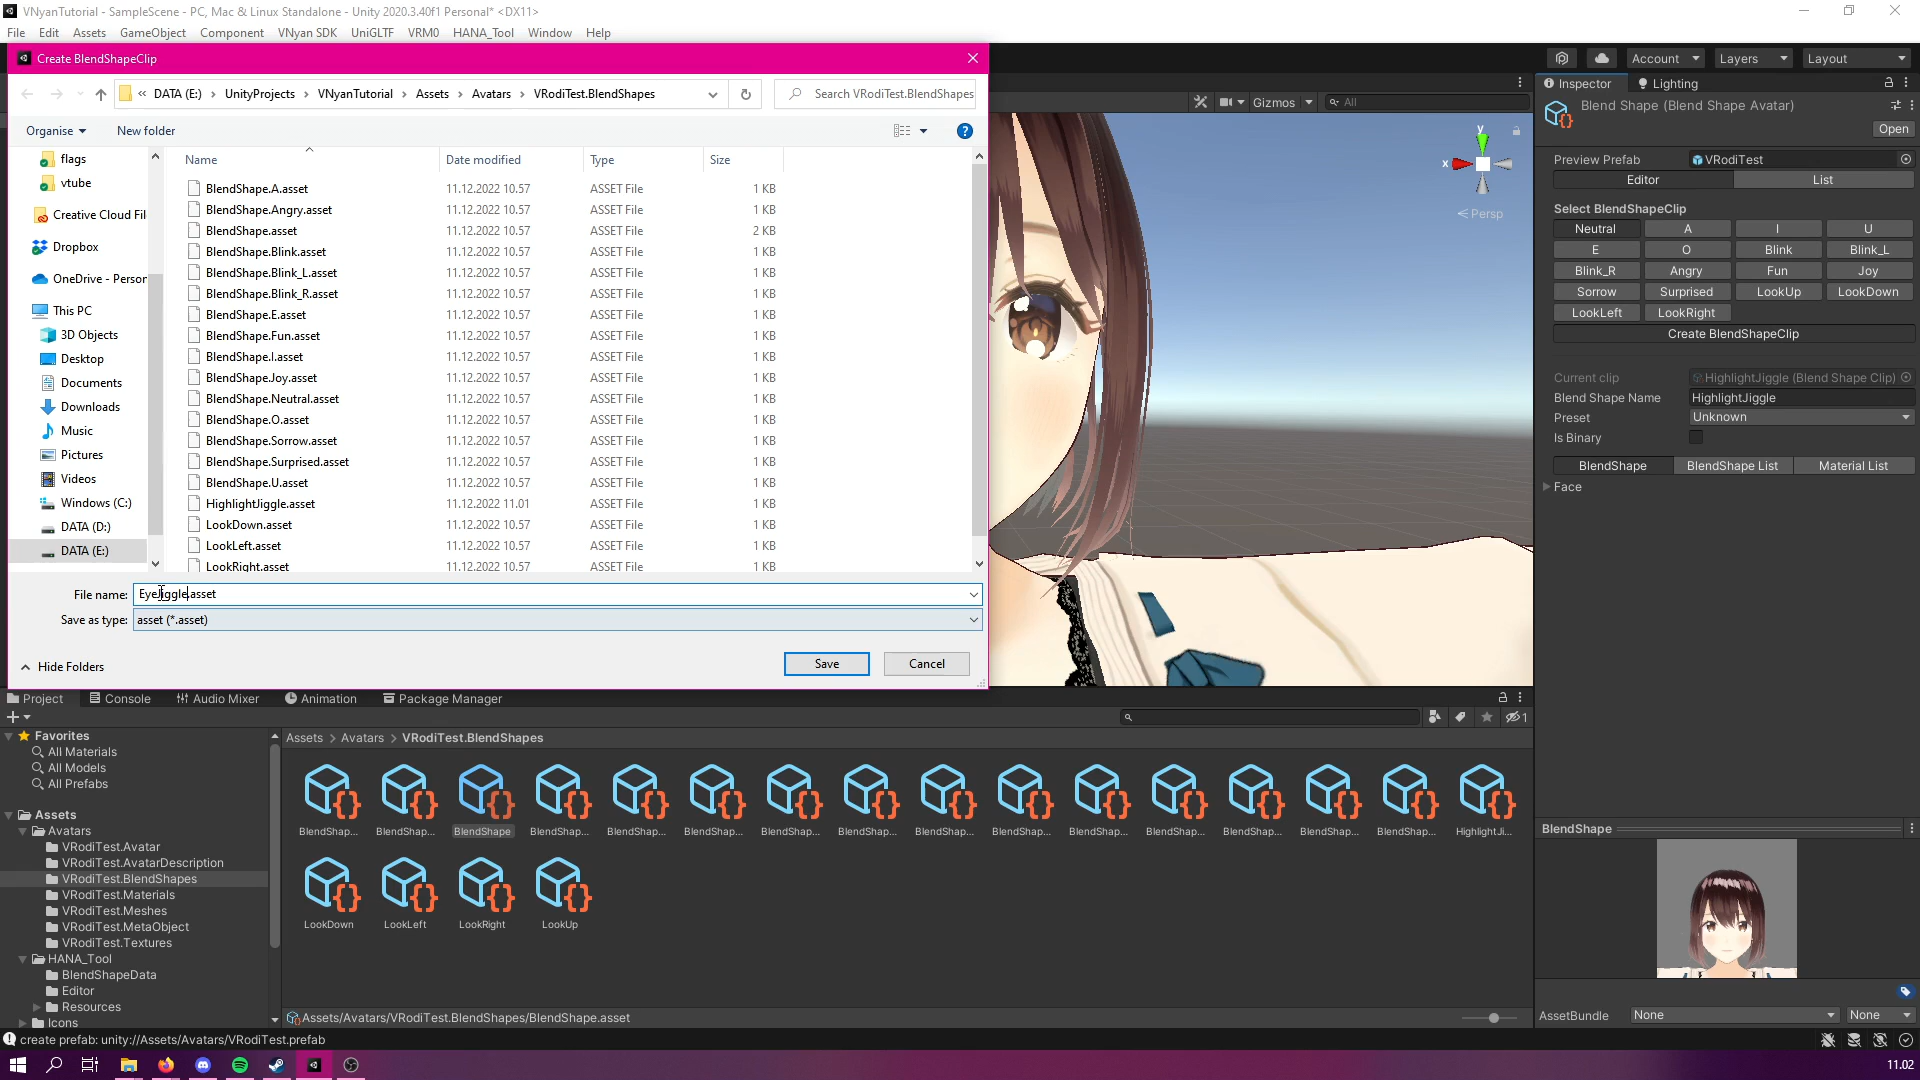 VNyanTutorial - SampleScene - PC, Mac & Linux Standalone - Unity 2020.3.40f1 Personal* <DX11>
File Edit Assets GameObject Component VNyan SDK UniGLTF VRM0 HANA_Tool Window Help
Create BlendShapeClip
« DATA (E:) › UnityProjects › VNyanTutorial › Assets › Avatars › VRodiTest.BlendShapes
Search VRodiTest.BlendShapes
Organise New folder
flags
vtube
Creative Cloud Fil
Dropbox
OneDrive - Person
This PC
3D Objects
Desktop
Documents
Downloads
Music
Pictures
Videos
Windows (C:)
DATA (D:)
DATA (E:)
Name Date modified Type Size
BlendShape.A.asset 11.12.2022 10.57 ASSET File 1 KB
BlendShape.Angry.asset 11.12.2022 10.57 ASSET File 1 KB
BlendShape.asset 11.12.2022 10.57 ASSET File 2 KB
BlendShape.Blink.asset 11.12.2022 10.57 ASSET File 1 KB
BlendShape.Blink_L.asset 11.12.2022 10.57 ASSET File 1 KB
BlendShape.Blink_R.asset 11.12.2022 10.57 ASSET File 1 KB
BlendShape.E.asset 11.12.2022 10.57 ASSET File 1 KB
BlendShape.Fun.asset 11.12.2022 10.57 ASSET File 1 KB
BlendShape.I.asset 11.12.2022 10.57 ASSET File 1 KB
BlendShape.Joy.asset 11.12.2022 10.57 ASSET File 1 KB
BlendShape.Neutral.asset 11.12.2022 10.57 ASSET File 1 KB
BlendShape.O.asset 11.12.2022 10.57 ASSET File 1 KB
BlendShape.Sorrow.asset 11.12.2022 10.57 ASSET File 1 KB
BlendShape.Surprised.asset 11.12.2022 10.57 ASSET File 1 KB
BlendShape.U.asset 11.12.2022 10.57 ASSET File 1 KB
HighlightJiggle.asset 11.12.2022 11.01 ASSET File 1 KB
LookDown.asset 11.12.2022 10.57 ASSET File 1 KB
LookLeft.asset 11.12.2022 10.57 ASSET File 1 KB
LookRight.asset 11.12.2022 10.57 ASSET File 1 KB
File name: EyeJiggle.asset
Save as type: asset (*.asset)
Hide Folders Save Cancel
Gizmos All
y
x
Persp
Account Layers Layout
Inspector Lighting
Blend Shape (Blend Shape Avatar)
Open
Preview Prefab VRodiTest
Editor List
Select BlendShapeClip
Neutral A I U
E O Blink Blink_L
Blink_R Angry Fun Joy
Sorrow Surprised LookUp LookDown
LookLeft LookRight
Create BlendShapeClip
Current clip HighlightJiggle (Blend Shape Clip)
Blend Shape Name HighlightJiggle
Preset Unknown
Is Binary
BlendShape BlendShape List Material List
Face
BlendShape
AssetBundle None None
Project Console Audio Mixer Animation Package Manager
1
Favorites
All Materials
All Models
All Prefabs
Assets
Avatars
VRodiTest.Avatar
VRodiTest.AvatarDescription
VRodiTest.BlendShapes
VRodiTest.Materials
VRodiTest.Meshes
VRodiTest.MetaObject
VRodiTest.Textures
HANA_Tool
BlendShapeData
Editor
Resources
Icons
Assets > Avatars > VRodiTest.BlendShapes
BlendShap... BlendShap... BlendShape BlendShap... BlendShap... BlendShap... BlendShap... BlendShap... BlendShap... BlendShap... BlendShap... BlendShap... BlendShap... BlendShap... BlendShap... HighlightJi...
LookDown LookLeft LookRight LookUp
Assets/Avatars/VRodiTest.BlendShapes/BlendShape.asset
create prefab: unity://Assets/Avatars/VRodiTest.prefab
11.02